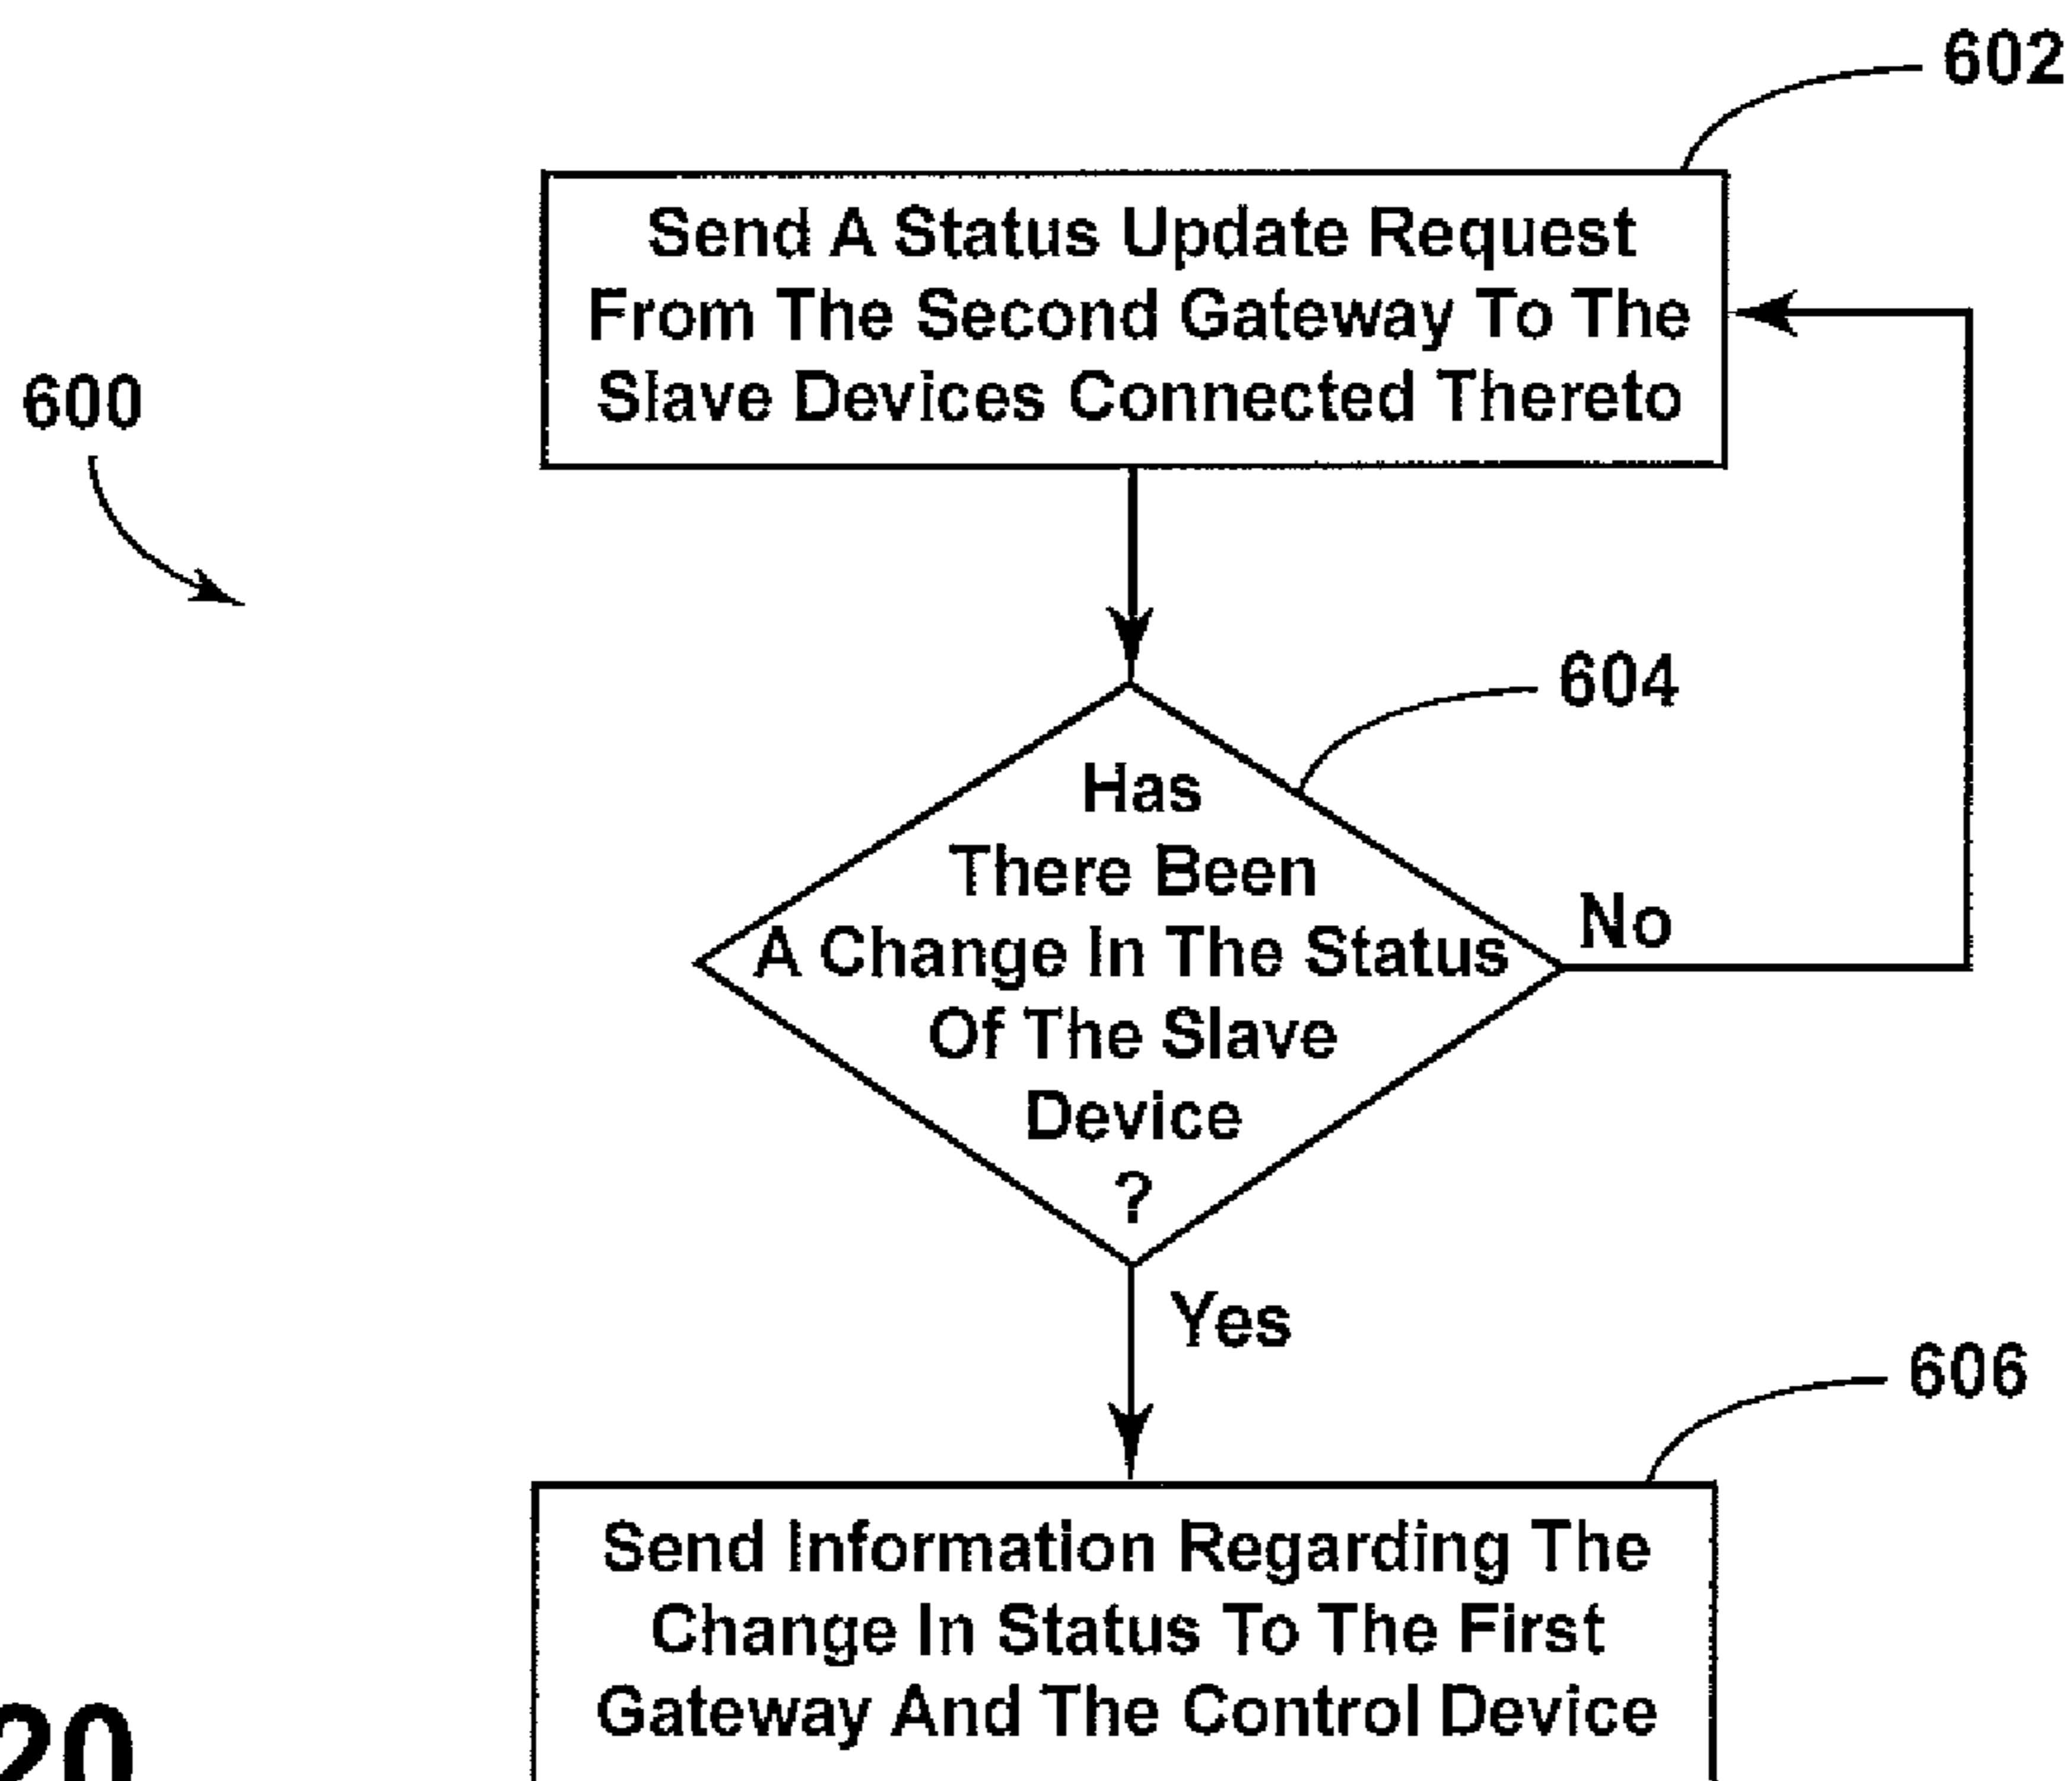 602
Send A Status Update Request
From The Second Gateway To The
Slave Devices Connected Thereto
600
604
Has
There Been
A Change In The Status
Of The Slave
Device
?
No
Yes
606
Send Information Regarding The
Change In Status To The First
Gateway And The Control Device
20